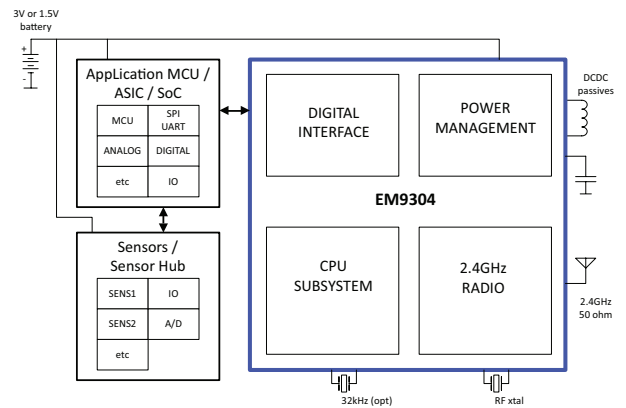 3V or 1.5V
battery
+
-
AppLication MCU /
ASIC / SoC
MCU
SPI
UART
ANALOG
DIGITAL
etc
IO
Sensors /
Sensor Hub
SENS1
IO
SENS2
A/D
etc
DIGITAL
INTERFACE
POWER
MANAGEMENT
EM9304
CPU
SUBSYSTEM
2.4GHz
RADIO
DCDC
passives
2.4GHz
50 ohm
32kHz (opt)
RF xtal